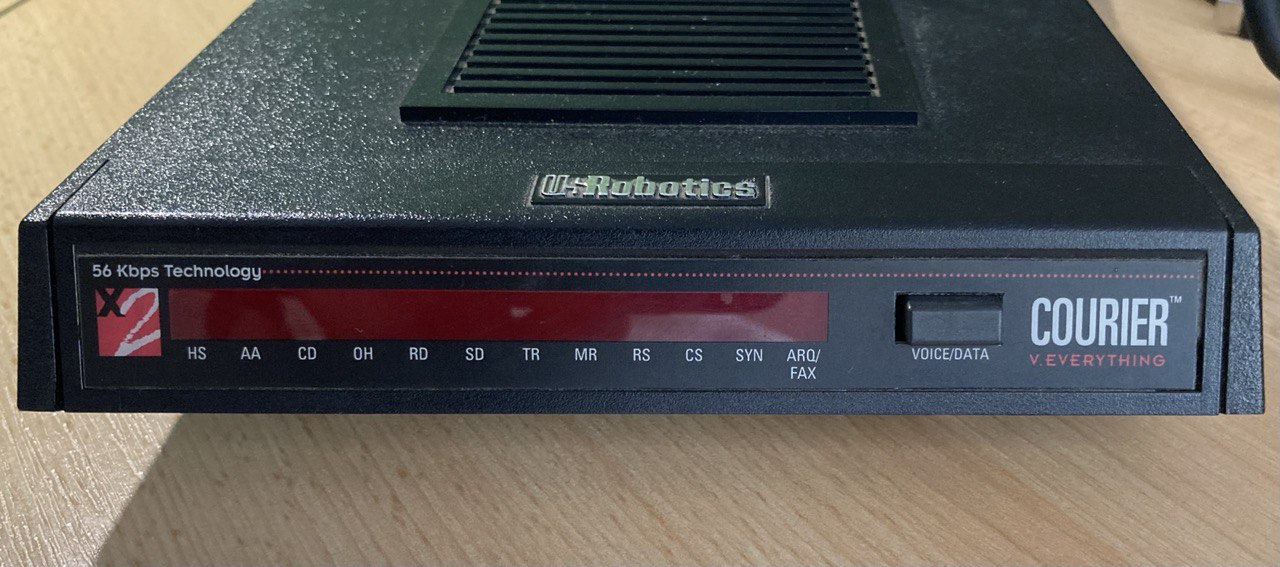 USRobotics
56 Kbps Technology
x2
HS AA CD OH RD SD TR MR RS CS SYN ARQ/
FAX
VOICE/DATA
COURIER™
V.EVERYTHING